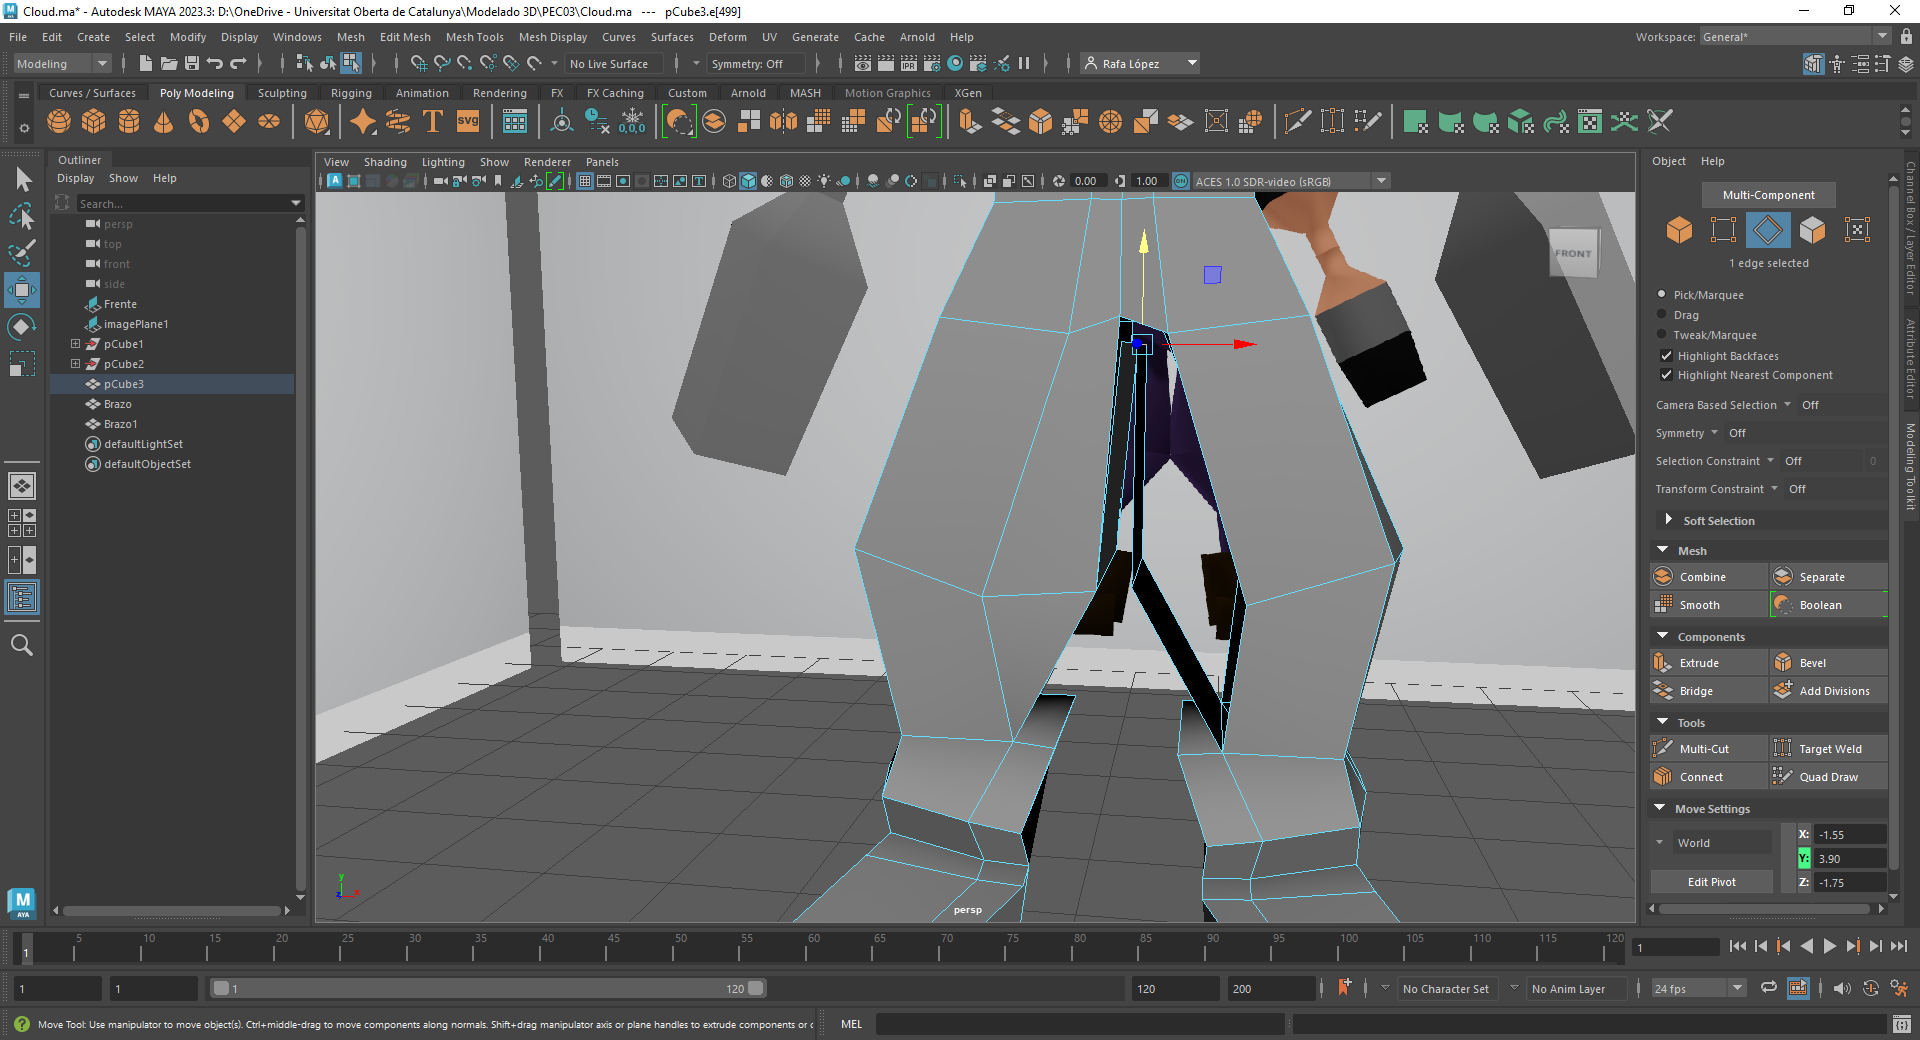 Cloud.ma* - Autodesk MAYA 2023.3: D:\OneDrive - Universitat Oberta de Catalunya\Modelado 3D\PEC03\Cloud.ma --- pCube3.e[499]
File Edit Create Select Modify Display Windows Mesh Edit Mesh Mesh Tools Mesh Display Curves Surfaces Deform UV Generate Cache Arnold Help
Workspace: General*
Modeling
No Live Surface
Symmetry: Off
IPR
Rafa López
Curves / Surfaces Poly Modeling Sculpting Rigging Animation Rendering FX FX Caching Custom Arnold MASH Motion Graphics XGen
T
svg
0,0,0
Outliner
Display Show Help
Search...
persp
top
front
side
Frente
imagePlane1
pCube1
pCube2
pCube3
Brazo
Brazo1
defaultLightSet
defaultObjectSet
View Shading Lighting Show Renderer Panels
0.00
1.00
ACES 1.0 SDR-video (sRGB)
FRONT
y
z
x
persp
Object Help
Multi-Component
1 edge selected
Pick/Marquee
Drag
Tweak/Marquee
Highlight Backfaces
Highlight Nearest Component
Camera Based Selection Off
Symmetry Off
Selection Constraint Off 0
Transform Constraint Off
Soft Selection
Mesh
Combine Separate
Smooth Boolean
Components
Extrude Bevel
Bridge Add Divisions
Tools
Multi-Cut Target Weld
Connect Quad Draw
Move Settings
World
X: -1.55
Y: 3.90
Edit Pivot
Z: -1.75
Channel Box / Layer Editor
Attribute Editor
Modeling Toolkit
M
AYA
1 5 10 15 20 25 30 35 40 45 50 55 60 65 70 75 80 85 90 95 100 105 110 115 120
1
1 1 1 120 120 200
No Character Set
No Anim Layer
24 fps
Move Tool: Use manipulator to move object(s). Ctrl+middle-drag to move components along normals. Shift+drag manipulator axis or plane handles to extrude components or
MEL